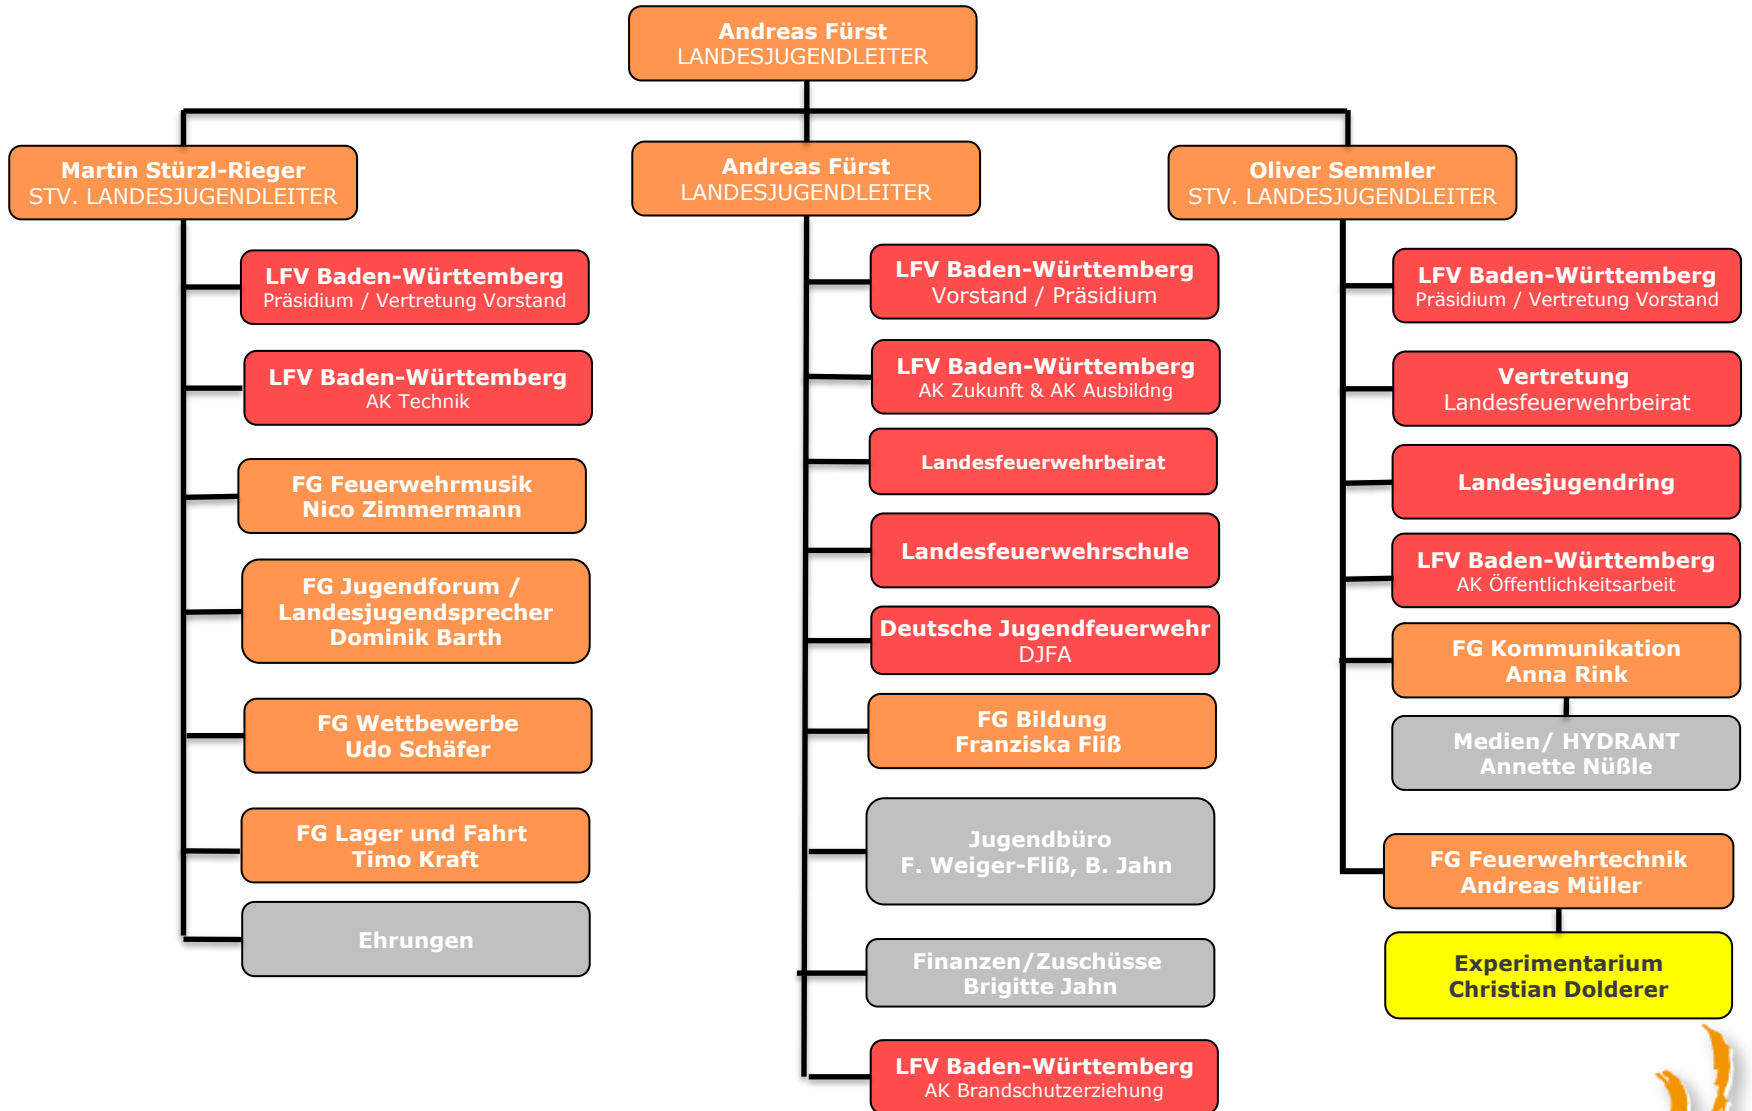 Andreas Fürst
LANDESJUGENDLEITER
Martin Stürzl-Rieger
STV. LANDESJUGENDLEITER
LFV Baden-Württemberg
Präsidium / Vertretung Vorstand
LFV Baden-Württemberg
AK Technik
FG Feuerwehrmusik
Nico Zimmermann
FG Jugendforum /
Landesjugendsprecher
Dominik Barth
FG Wettbewerbe
Udo Schäfer
FG Lager und Fahrt
Timo Kraft
Ehrungen
Andreas Fürst
LANDESJUGENDLEITER
LFV Baden-Württemberg
Vorstand / Präsidium
LFV Baden-Württemberg
AK Zukunft & AK Ausbildng
Landesfeuerwehrbeirat
Landesfeuerwehrschule
Deutsche Jugendfeuerwehr
DJFA
FG Bildung
Franziska Fliß
Jugendbüro
F. Weiger-Fliß, B. Jahn
Finanzen/Zuschüsse
Brigitte Jahn
LFV Baden-Württemberg
AK Brandschutzerziehung
Oliver Semmler
STV. LANDESJUGENDLEITER
LFV Baden-Württemberg
Präsidium / Vertretung Vorstand
Vertretung
Landesfeuerwehrbeirat
Landesjugendring
LFV Baden-Württemberg
AK Öffentlichkeitsarbeit
FG Kommunikation
Anna Rink
Medien/ HYDRANT
Annette Nüßle
FG Feuerwehrtechnik
Andreas Müller
Experimentarium
Christian Dolderer